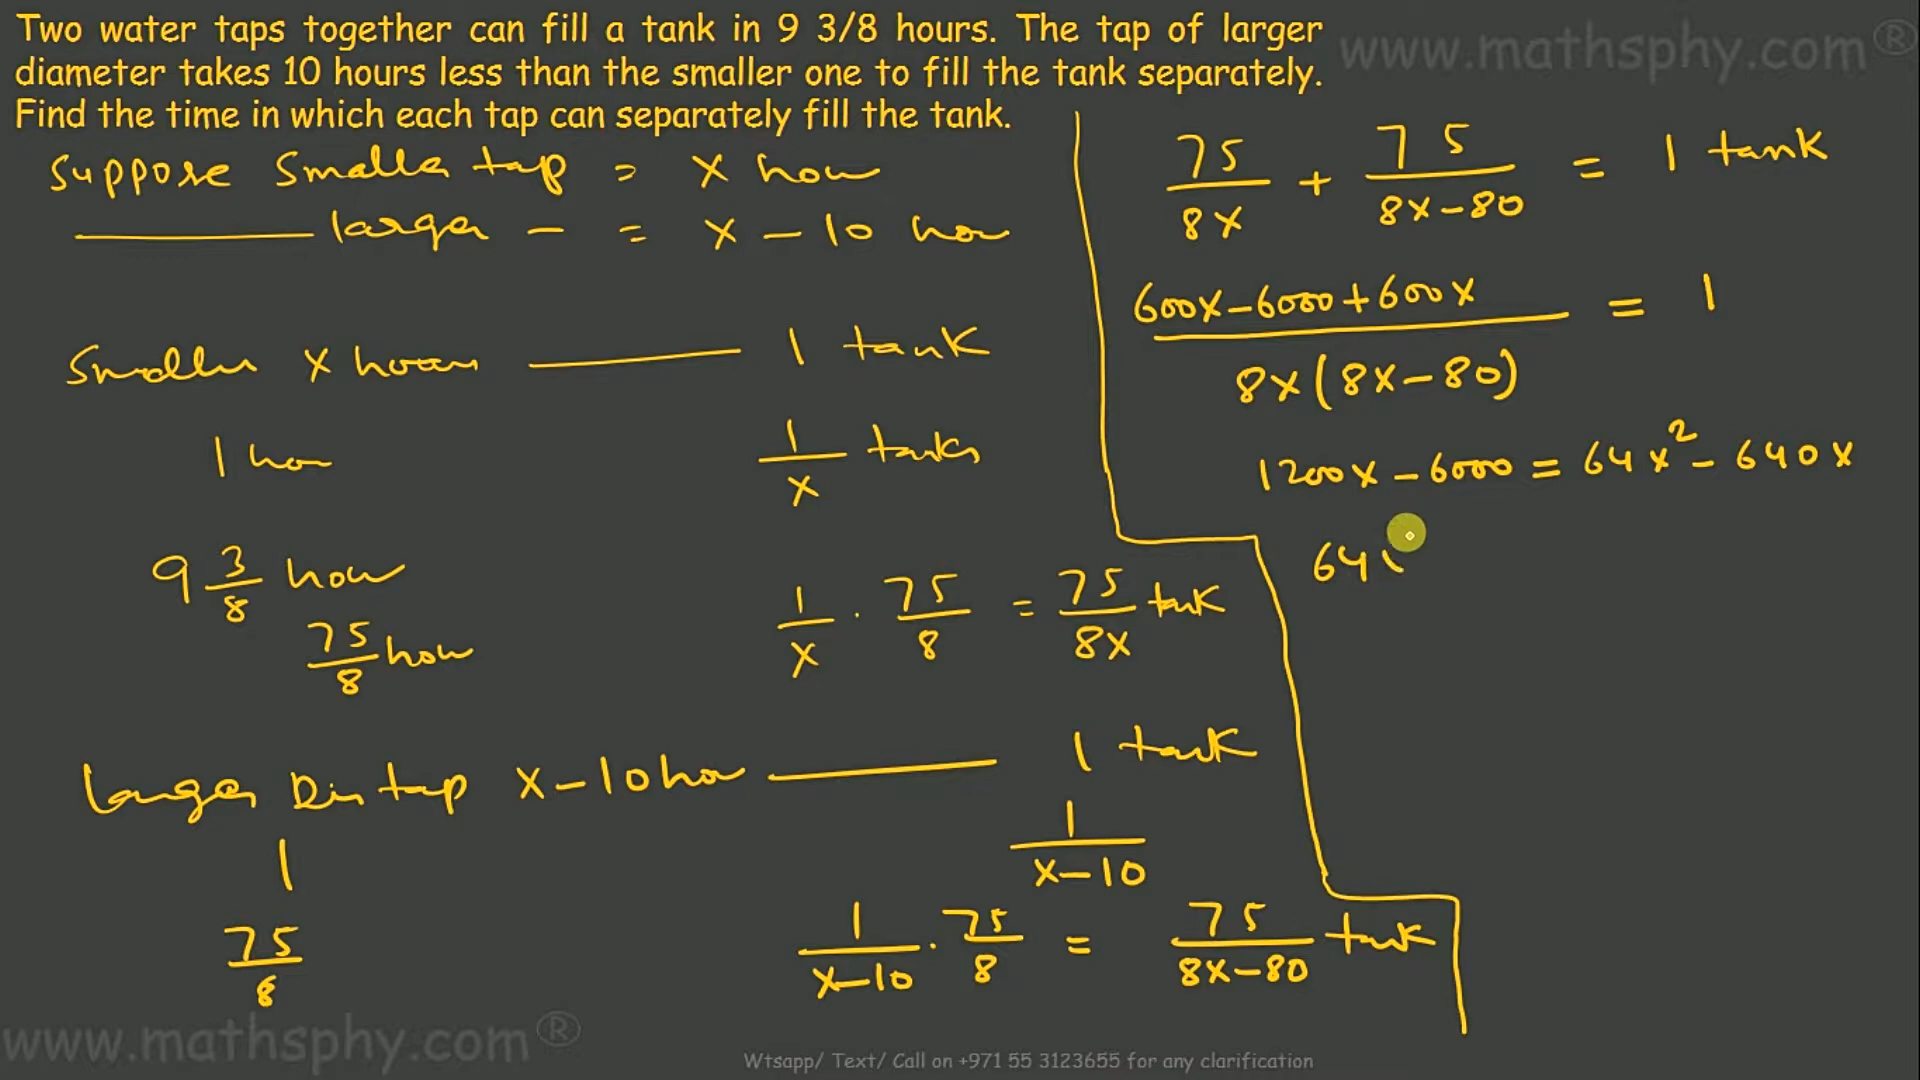 Two water taps together can fill a tank in 9 3/8 hours. The tap of larger
diameter takes 10 hours less than the smaller one to fill the tank separately.
Find the time in which each tap can separately fill the tank.
www.mathsphy.com®
Suppose Smaller tap = x hour
larger - = x - 10 hour
Smaller x hours 1 tank
1 hour 1/x tanks
9 3/8 hour
75/8 hour
1/x . 75/8 = 75/8x tank
Larger Dia tap x-10 hour 1 tank
1 1/x-10
75/8 1/x-10 . 75/8 = 75/8x-80 tank
75/8x + 75/8x-80 = 1 tank
600x-6000+600x/8x(8x-80) = 1
1200x - 6000 = 64x² - 640x
64
www.mathsphy.com®
Wtsapp/ Text/ Call on +971 55 3123655 for any clarification